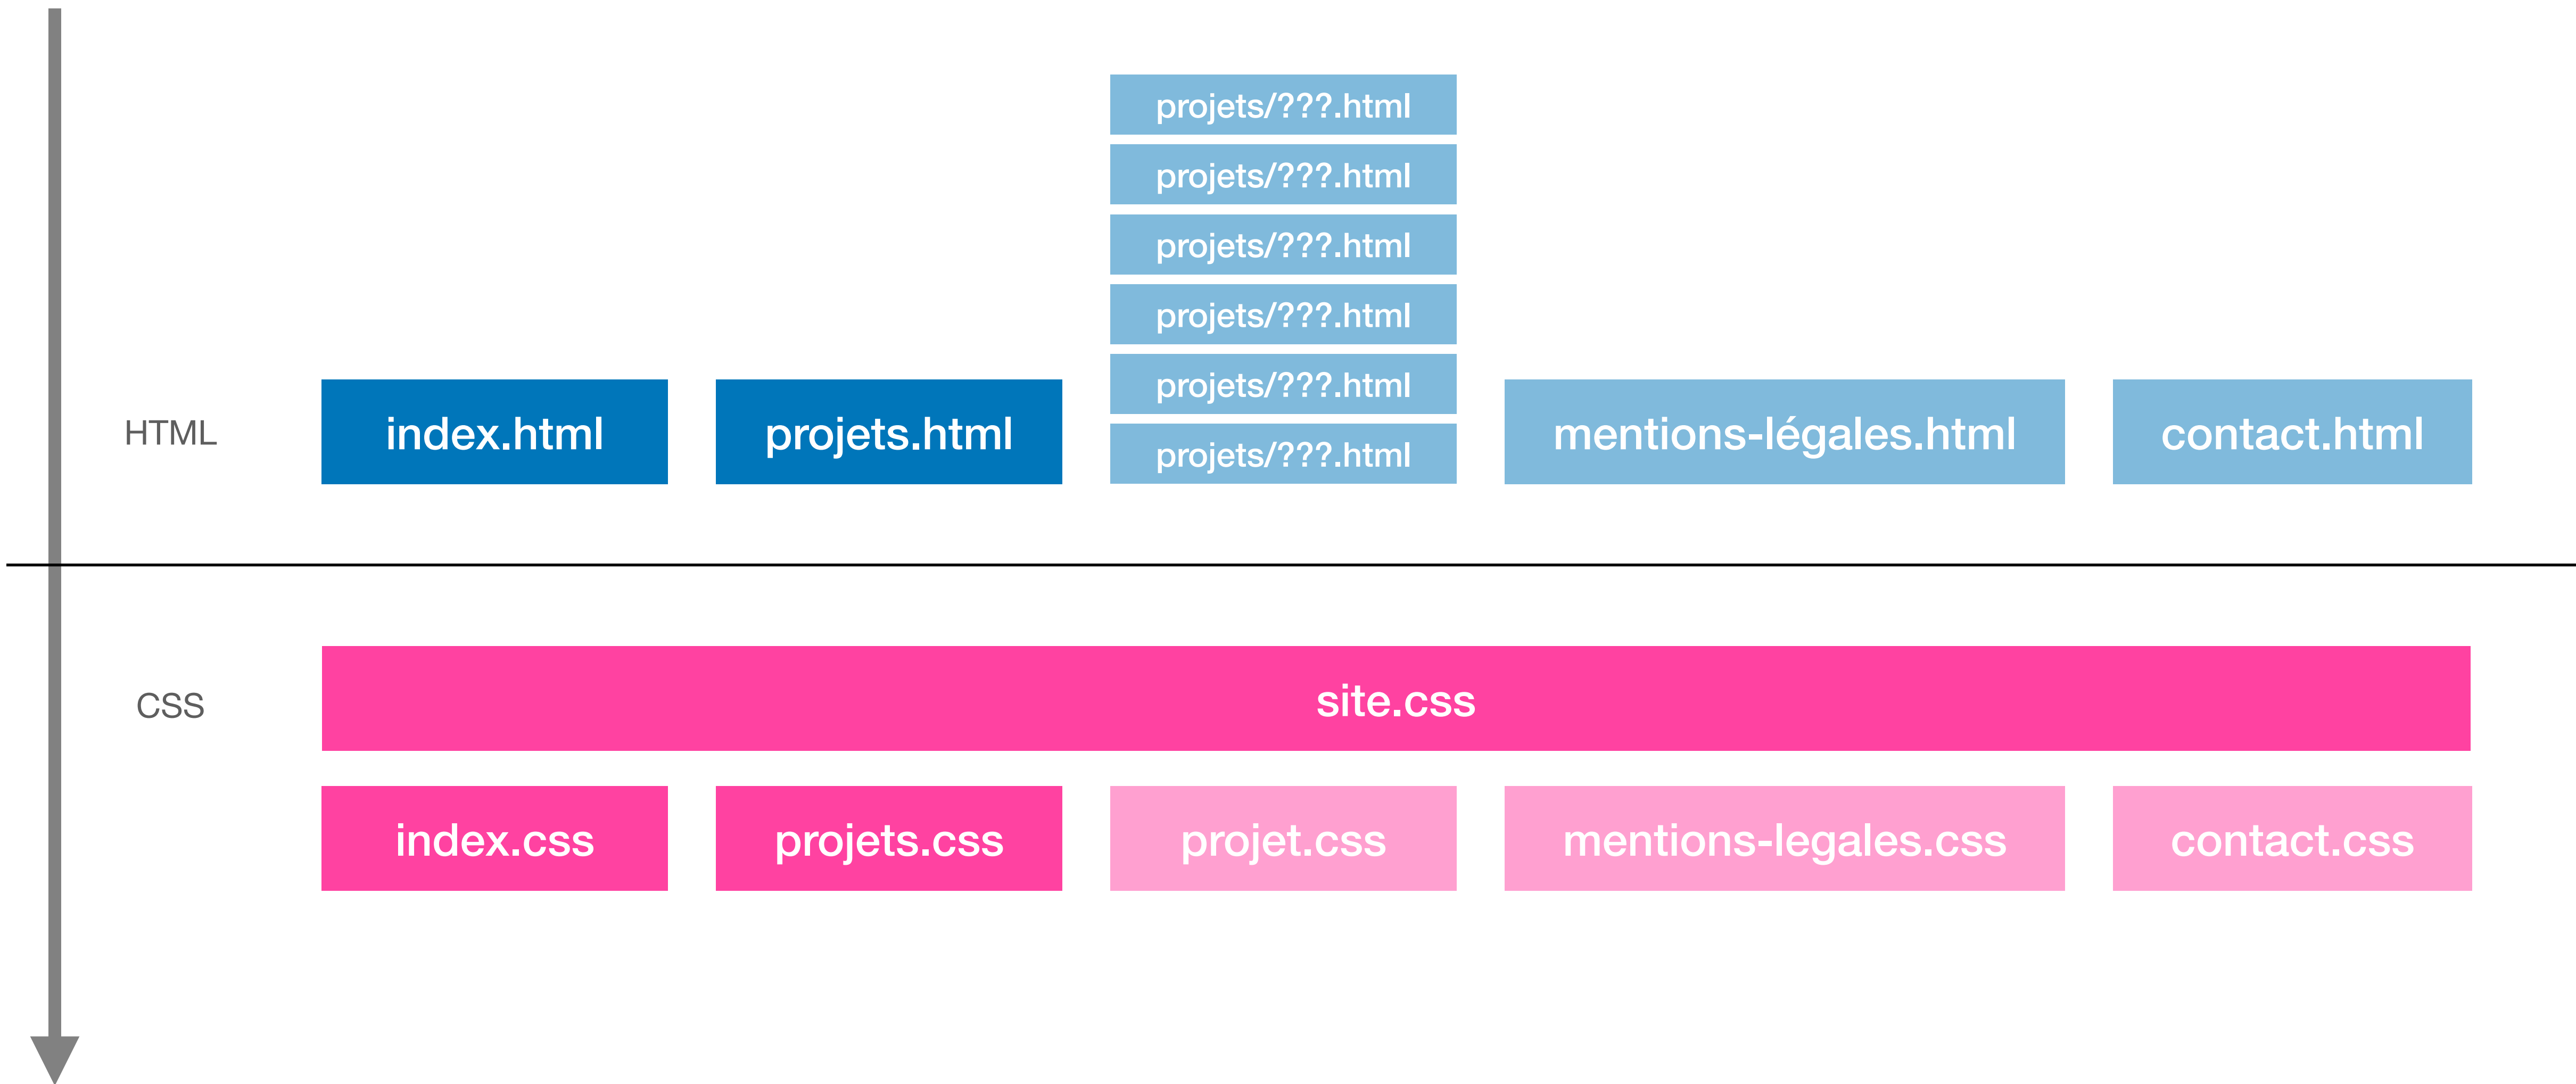 projets/???.html
projets/???.html
projets/???.html
projets/???.html
projets/???.html
projets/???.html
HTML
index.html
projets.html
mentions-légales.html
contact.html
CSS
site.css
index.css
projets.css
projet.css
mentions-legales.css
contact.css